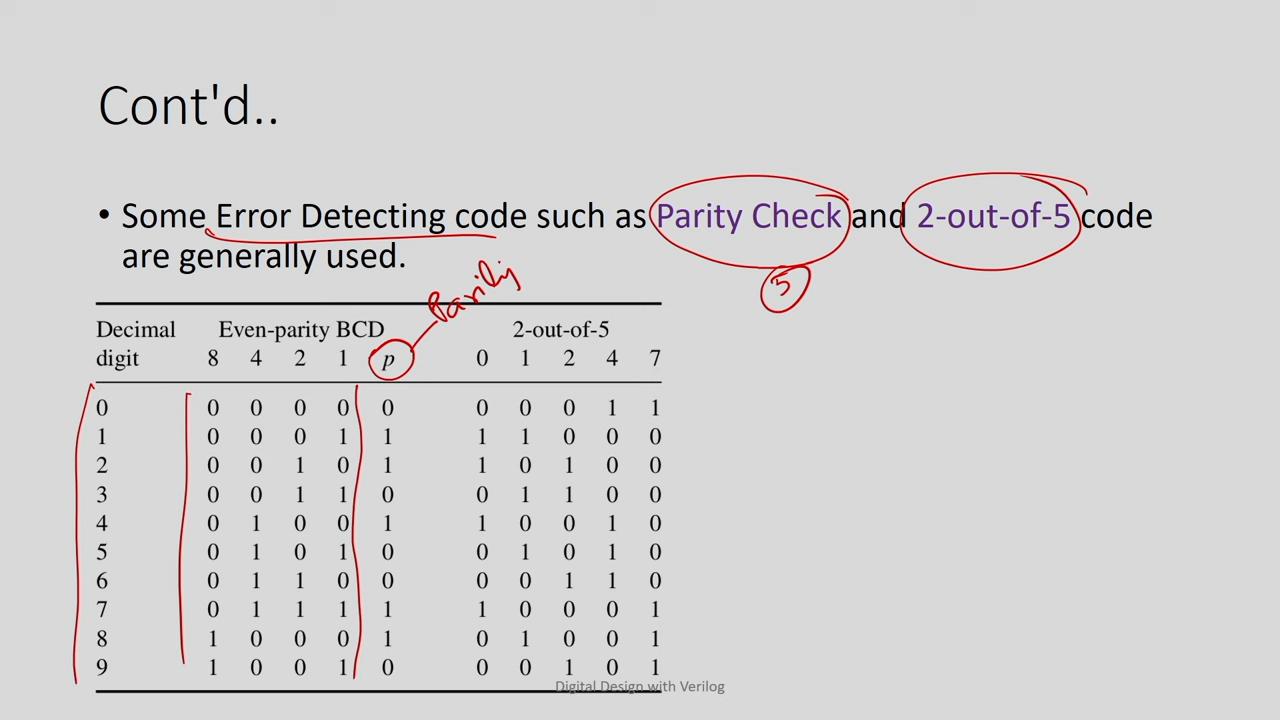 Cont'd..
• Some Error Detecting code such as Parity Check and 2-out-of-5 code
are generally used.
5
Parity
Decimal Even-parity BCD 2-out-of-5
digit 8 4 2 1 p 0 1 2 4 7
0 0 0 0 0 0 0 0 0 1 1
1 0 0 0 1 1 1 1 0 0 0
2 0 0 1 0 1 1 0 1 0 0
3 0 0 1 1 0 0 1 1 0 0
4 0 1 0 0 1 1 0 0 1 0
5 0 1 0 1 0 0 1 0 1 0
6 0 1 1 0 0 0 0 1 1 0
7 0 1 1 1 1 1 0 0 0 1
8 1 0 0 0 1 0 1 0 0 1
9 1 0 0 1 0 0 0 1 0 1
Digital Design with Verilog